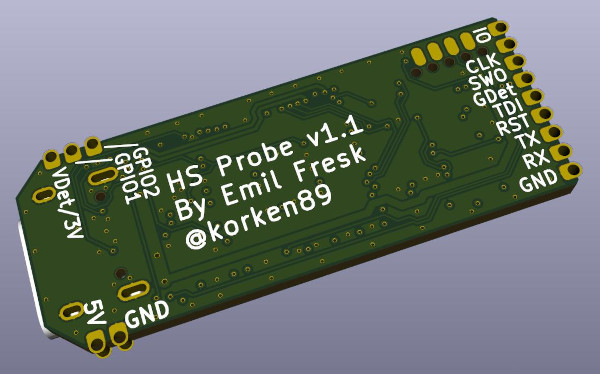 IO
CLK
SWO
GDet
TDI
RST
TX
RX
GND
GPIO2
GPIO1
VDet/3V
HS Probe v1.1
By Emil Fresk
@korken89
5V
GND